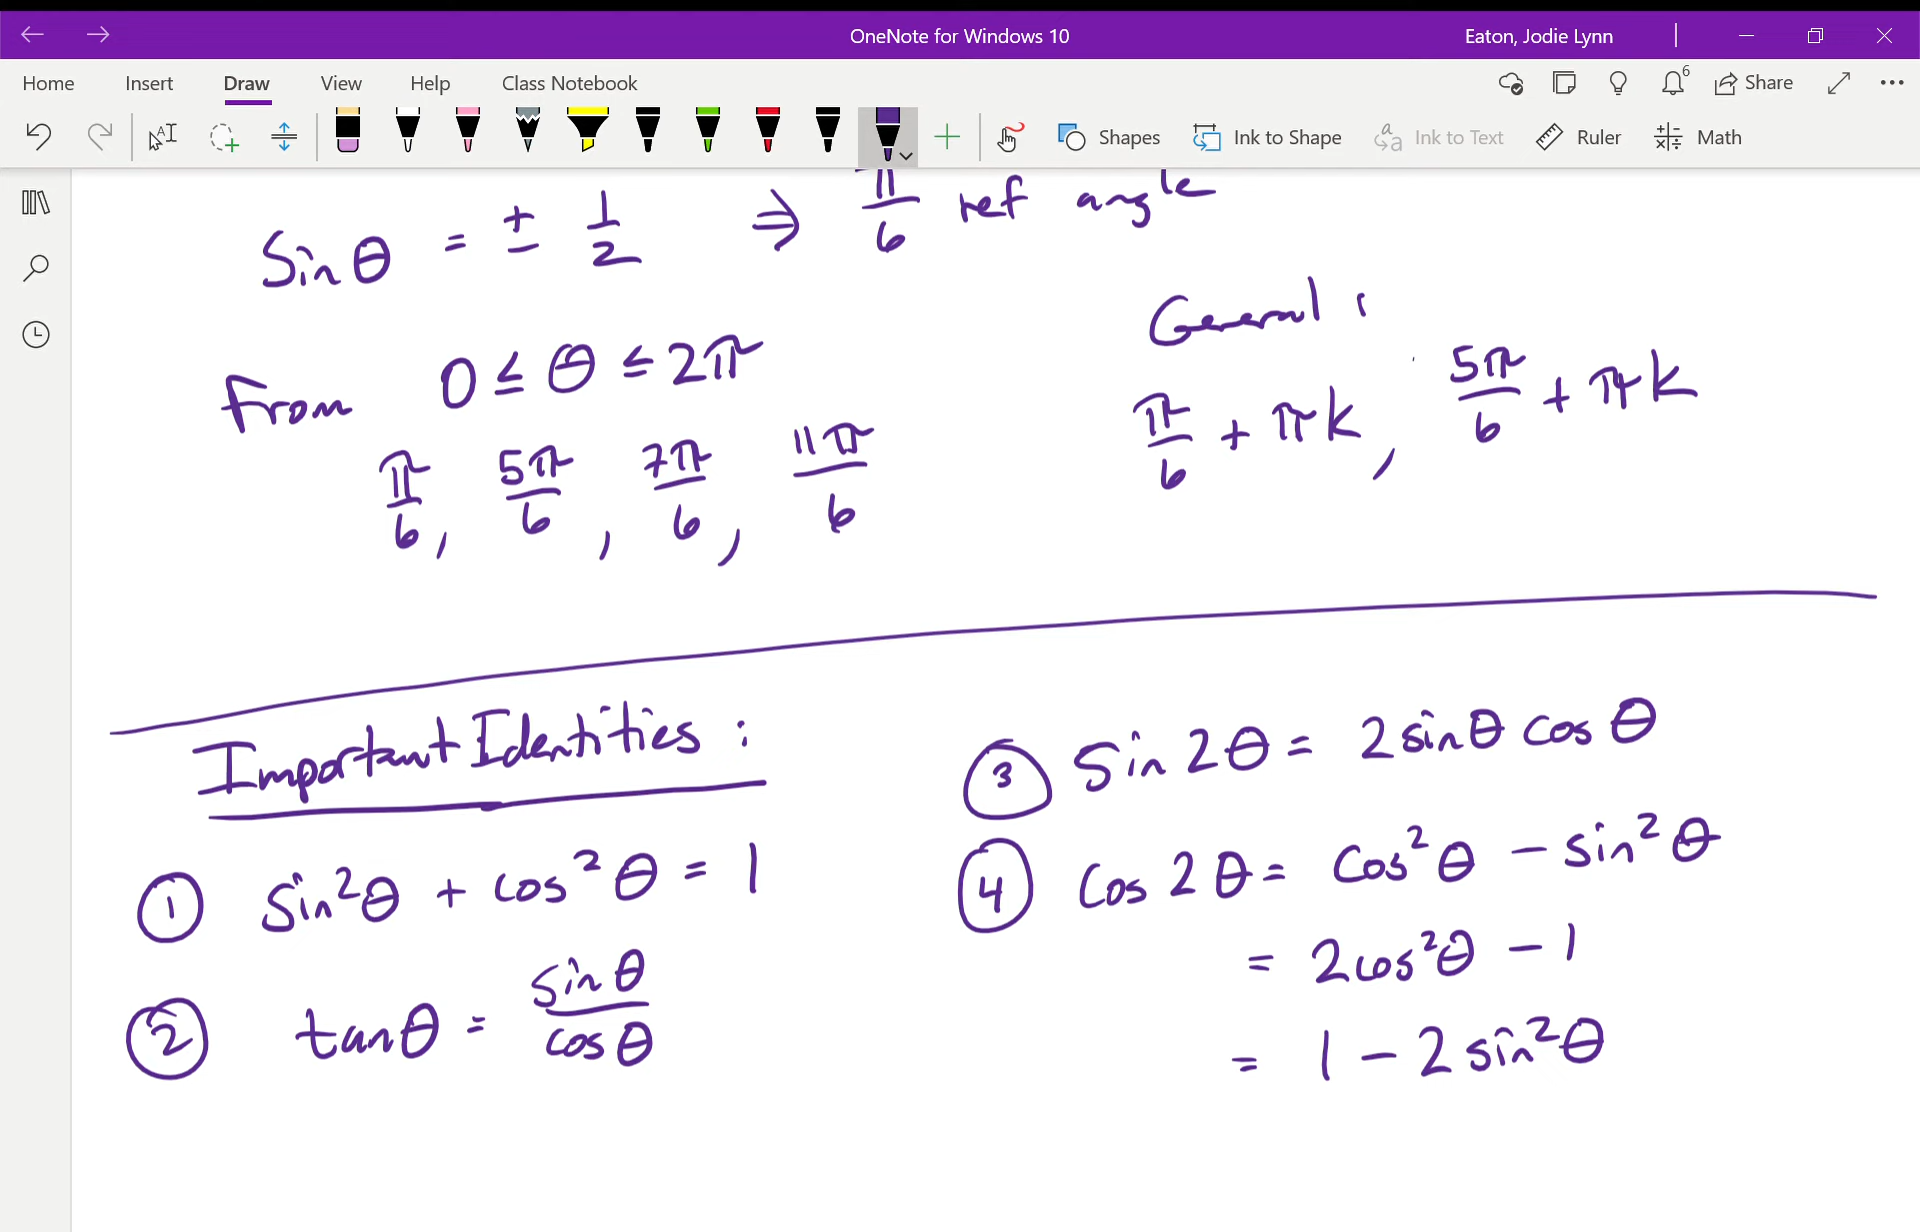 OneNote for Windows 10
Eaton, Jodie Lynn
Home Insert Draw View Help Class Notebook
6
Share
Shapes Ink to Shape Ink to Text Ruler Math
Sin θ = ± 1/2 ⇒ π/6 ref angle
General :
From 0 ≤ θ ≤ 2π
π/6 + πk, 5π/6 + πk
π/6, 5π/6, 7π/6, 11π/6
Important Identities :
① sin²θ + cos²θ = 1
② tanθ = sinθ/cosθ
③ Sin 2θ = 2sinθ cos θ
④ Cos 2θ = Cos²θ − sin²θ
= 2cos²θ − 1
= 1 − 2 sin²θ